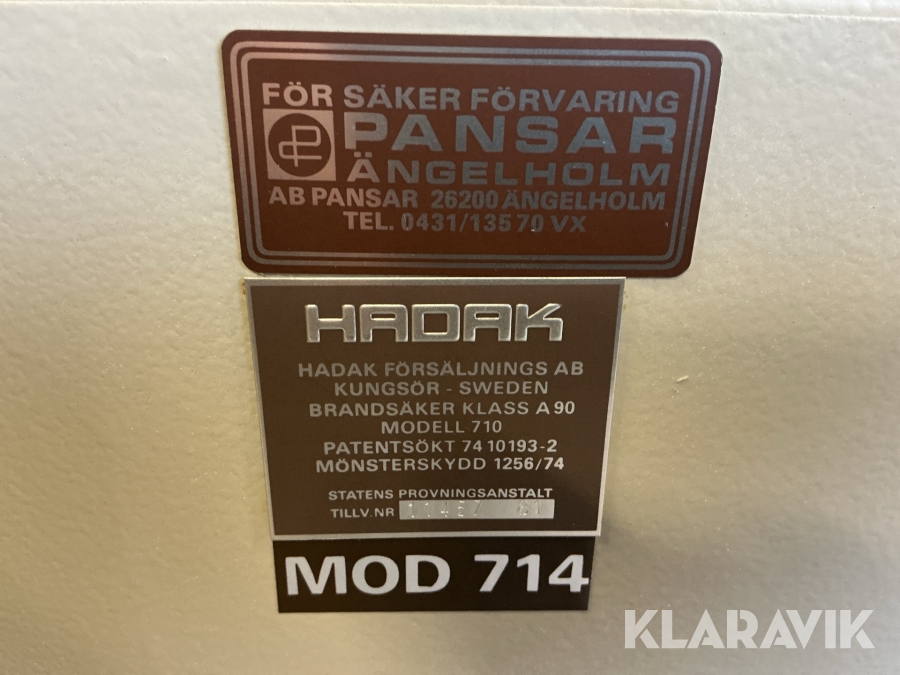 FÖR SÄKER FÖRVARING
PANSAR
ÄNGELHOLM
AB PANSAR 26200 ÄNGELHOLM
TEL. 0431/135 70 VX
HADAK
HADAK FÖRSÄLJNINGS AB
KUNGSÖR - SWEDEN
BRANDSÄKER KLASS A 90
MODELL 710
PATENTSÖKT 74 10193-2
MÖNSTERSKYDD 1256/74
STATENS PROVNINGSANSTALT
TILLV. NR
MOD 714
KLARAVIK